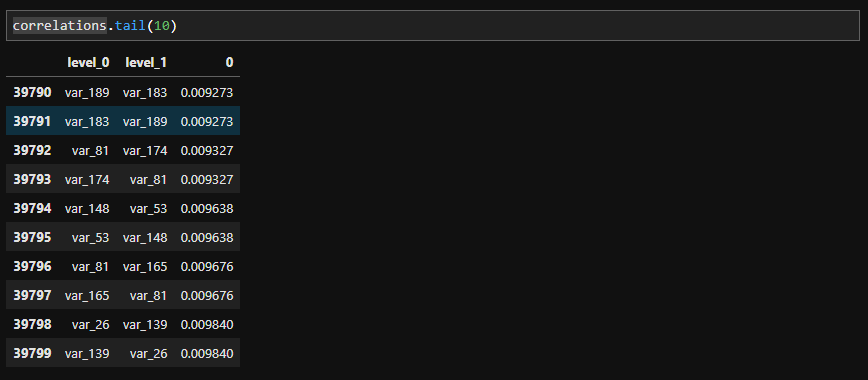 correlations.tail(10)
level_0 level_1 0
39790 var_189 var_183 0.009273
39791 var_183 var_189 0.009273
39792 var_81 var_174 0.009327
39793 var_174 var_81 0.009327
39794 var_148 var_53 0.009638
39795 var_53 var_148 0.009638
39796 var_81 var_165 0.009676
39797 var_165 var_81 0.009676
39798 var_26 var_139 0.009840
39799 var_139 var_26 0.009840